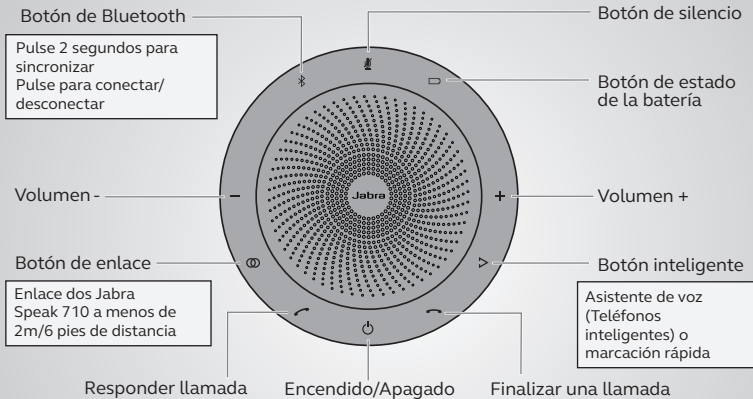 Botón de Bluetooth
Pulse 2 segundos para
sincronizar
Pulse para conectar/
desconectar
Botón de silencio
Botón de estado
de la batería
Volumen -
Jabra
Volumen +
Botón de enlace
Enlace dos Jabra
Speak 710 a menos de
2m/6 pies de distancia
Botón inteligente
Asistente de voz
(Teléfonos
inteligentes) o
marcación rápida
Responder llamada
Encendido/Apagado
Finalizar una llamada